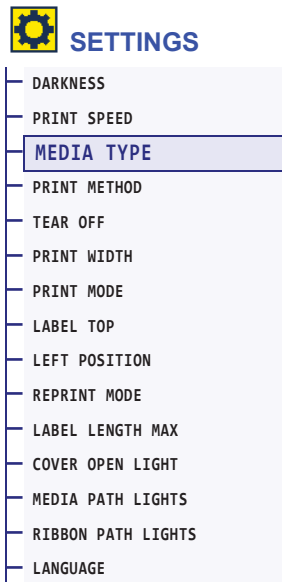 SETTINGS
DARKNESS
PRINT SPEED
MEDIA TYPE
PRINT METHOD
TEAR OFF
PRINT WIDTH
PRINT MODE
LABEL TOP
LEFT POSITION
REPRINT MODE
LABEL LENGTH MAX
COVER OPEN LIGHT
MEDIA PATH LIGHTS
RIBBON PATH LIGHTS
LANGUAGE